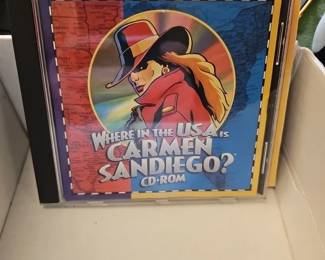 WHERE IN THE USA IS
CARMEN
SANDIEGO?
CD-ROM